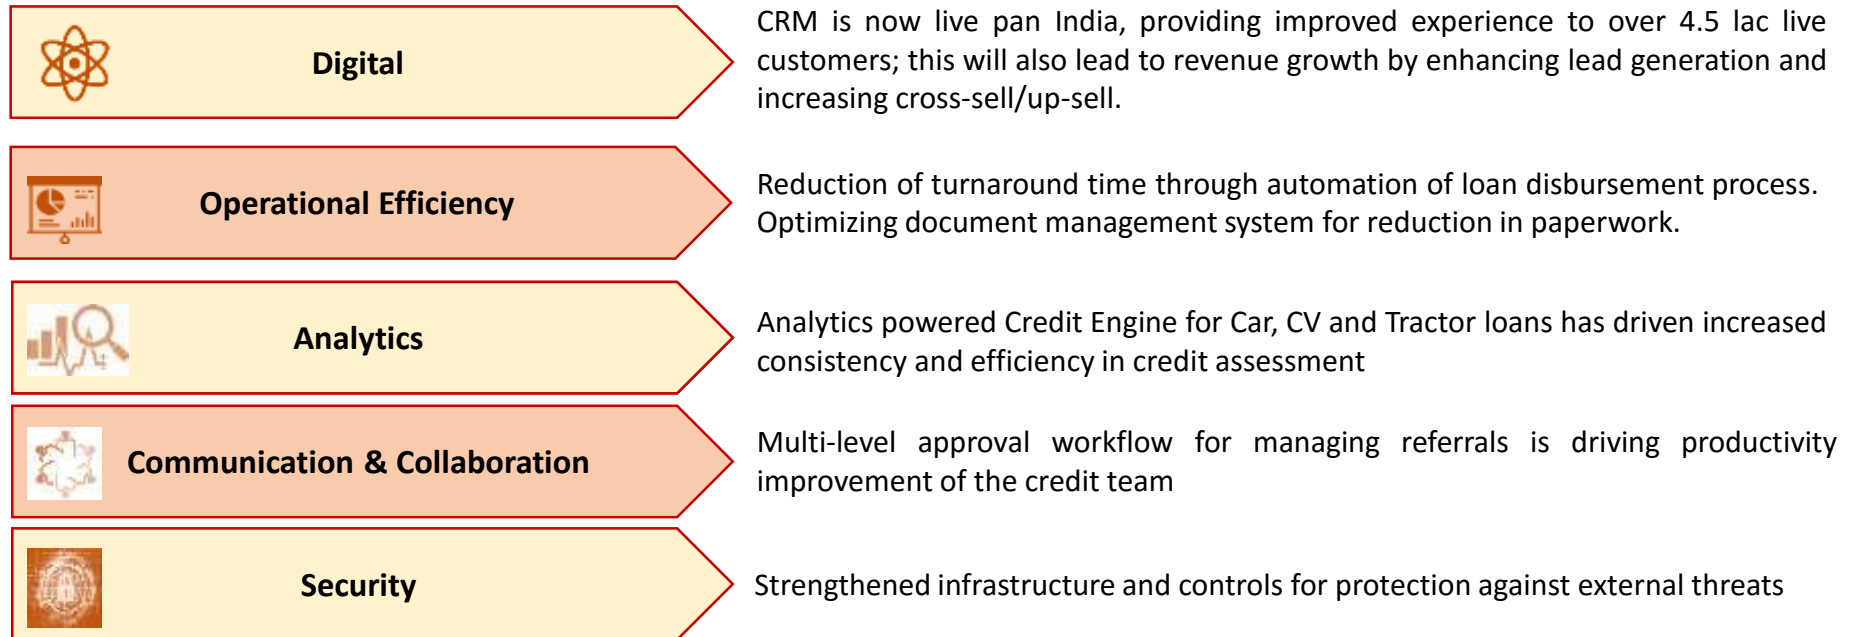 Digital
CRM is now live pan India, providing improved experience to over 4.5 lac live
customers; this will also lead to revenue growth by enhancing lead generation and
increasing cross-sell/up-sell.
Operational Efficiency
Reduction of turnaround time through automation of loan disbursement process.
Optimizing document management system for reduction in paperwork.
Analytics
Analytics powered Credit Engine for Car, CV and Tractor loans has driven increased
consistency and efficiency in credit assessment
Communication & Collaboration
Multi-level approval workflow for managing referrals is driving productivity
improvement of the credit team
Security
Strengthened infrastructure and controls for protection against external threats